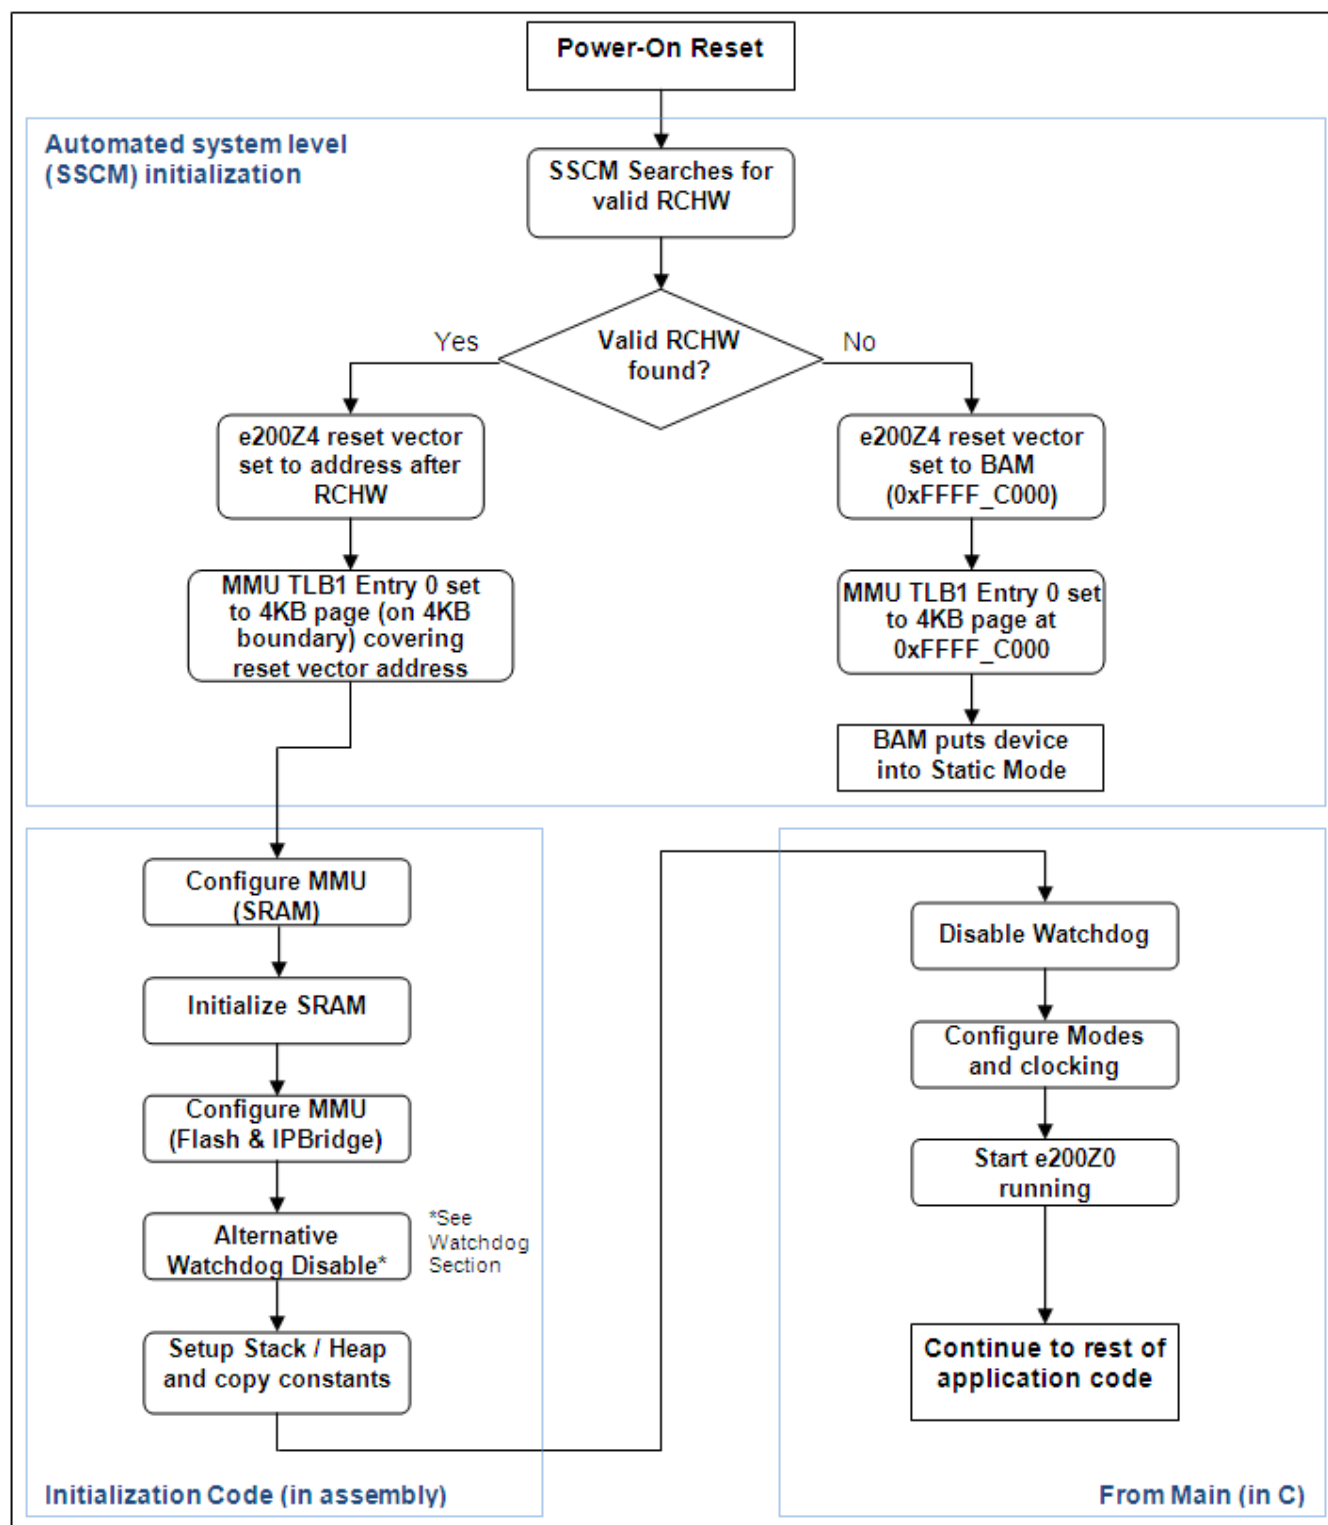 Power-On Reset
Automated system level
(SSCM) initialization
SSCM Searches for
valid RCHW
Valid RCHW
found?
Yes
No
e200Z4 reset vector
set to address after
RCHW
e200Z4 reset vector
set to BAM
(0xFFFF_C000)
MMU TLB1 Entry 0 set
to 4KB page (on 4KB
boundary) covering
reset vector address
MMU TLB1 Entry 0 set
to 4KB page at
0xFFFF_C000
BAM puts device
into Static Mode
Configure MMU
(SRAM)
Initialize SRAM
Configure MMU
(Flash & IPBridge)
Alternative
Watchdog Disable*
*See
Watchdog
Section
Setup Stack / Heap
and copy constants
Initialization Code (in assembly)
Disable Watchdog
Configure Modes
and clocking
Start e200Z0
running
Continue to rest of
application code
From Main (in C)